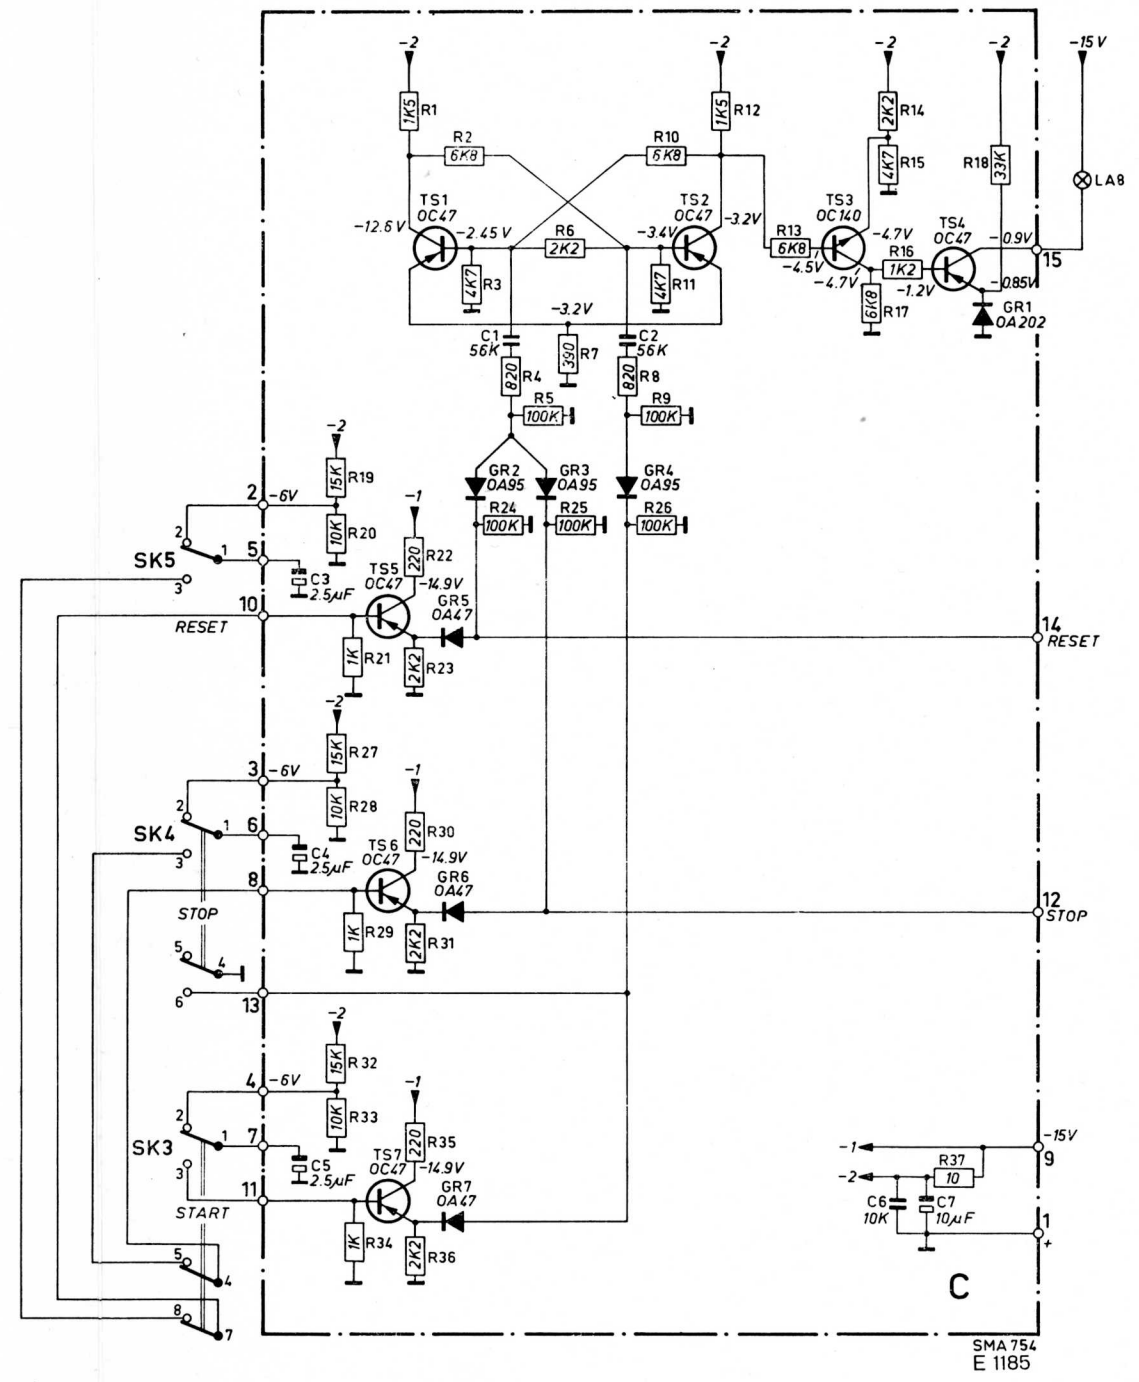 -2
-2
-2
-2
-15V
1K5
R1
1K5
R12
2K2
R14
R2
6K8
R10
6K8
4K7
R15
R18
33K
LA8
TS1
OC47
TS2
OC47
TS3
OC140
TS4
OC47
-12.6V
-2.45V
R6
2K2
-3.4V
-3.2V
R13
6K8
-4.7V
R16
1K2
-0.9V
15
4K7
R3
4K7
R11
-4.5V
-4.7V
-1.2V
-0.85V
6K8
R17
GR1
OA202
-3.2V
C1
56K
390
R7
C2
56K
820
R4
820
R8
R5
100K
R9
100K
-2
15K
R19
GR2
OA95
GR3
OA95
GR4
OA95
2
-6V
-1
R24
100K
R25
100K
R26
100K
10K
R20
2
SK5
1
5
3
C3
2.5µF
220
R22
TS5
OC47
-14.9V
GR5
OA47
10
RESET
14
RESET
1K
R21
2K2
R23
-2
15K
R27
3
-6V
-1
2
10K
R28
SK4
1
6
3
C4
2.5µF
220
R30
TS6
OC47
-14.9V
GR6
OA47
8
STOP
12
STOP
1K
R29
2K2
R31
5
4
6
13
-2
15K
R32
4
-6V
-1
2
10K
R33
SK3
1
7
3
C5
2.5µF
220
R35
TS7
OC47
-14.9V
GR7
OA47
11
START
1K
R34
2K2
R36
5
4
8
7
-1
-15V
9
-2
R37
10
C6
10K
C7
10µF
1
+
C
SMA 754
E 1185